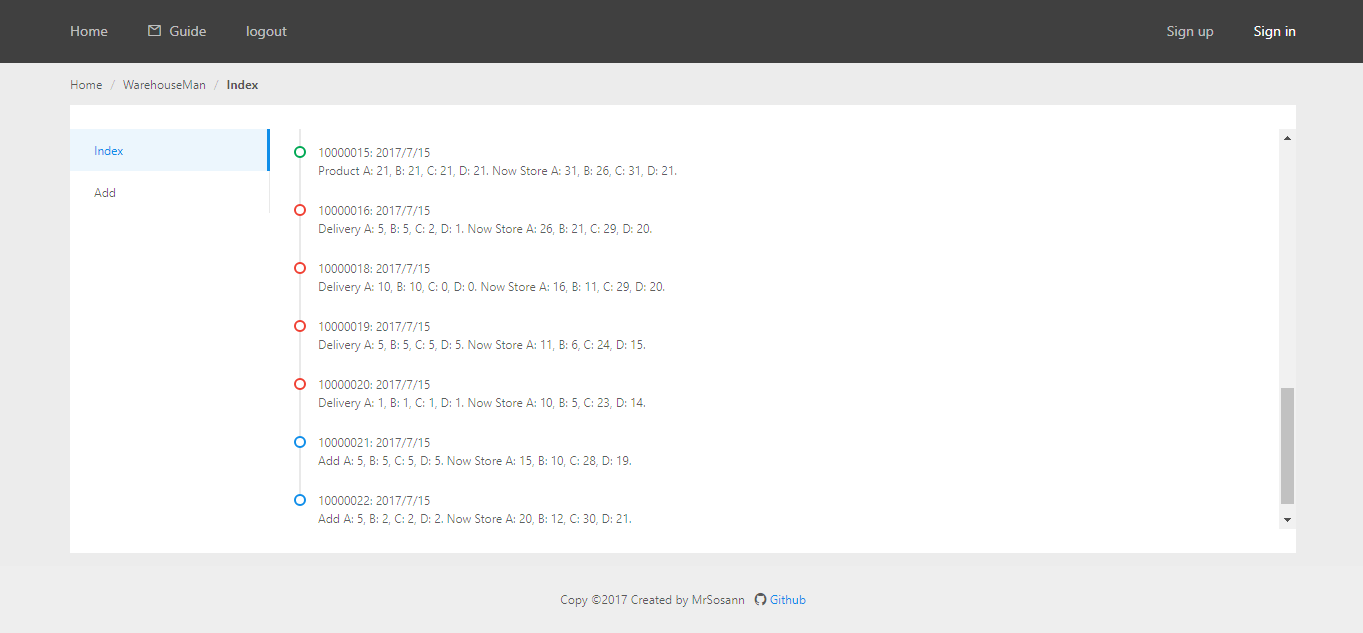 Home Guide logout Sign up Sign in
Home / WarehouseMan / Index
Index
Add
10000015: 2017/7/15
Product A: 21, B: 21, C: 21, D: 21. Now Store A: 31, B: 26, C: 31, D: 21.
10000016: 2017/7/15
Delivery A: 5, B: 5, C: 2, D: 1. Now Store A: 26, B: 21, C: 29, D: 20.
10000018: 2017/7/15
Delivery A: 10, B: 10, C: 0, D: 0. Now Store A: 16, B: 11, C: 29, D: 20.
10000019: 2017/7/15
Delivery A: 5, B: 5, C: 5, D: 5. Now Store A: 11, B: 6, C: 24, D: 15.
10000020: 2017/7/15
Delivery A: 1, B: 1, C: 1, D: 1. Now Store A: 10, B: 5, C: 23, D: 14.
10000021: 2017/7/15
Add A: 5, B: 5, C: 5, D: 5. Now Store A: 15, B: 10, C: 28, D: 19.
10000022: 2017/7/15
Add A: 5, B: 2, C: 2, D: 2. Now Store A: 20, B: 12, C: 30, D: 21.
Copy ©2017 Created by MrSosann Github